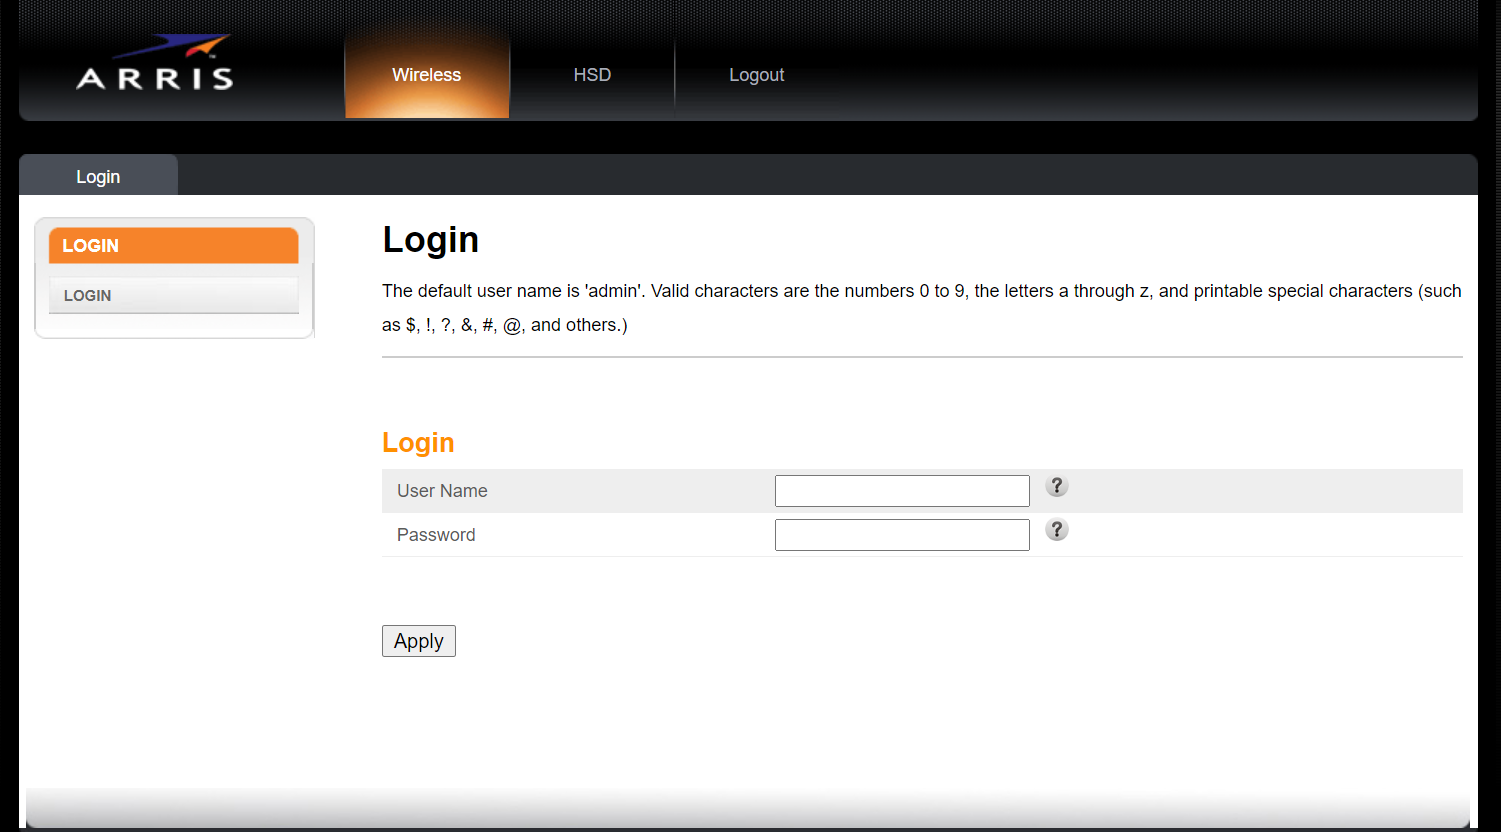 ARRIS
Wireless
HSD
Logout
Login
LOGIN
LOGIN
Login
The default user name is 'admin'. Valid characters are the numbers 0 to 9, the letters a through z, and printable special characters (such
as $, !, ?, &, #, @, and others.)
Login
User Name
?
Password
?
Apply